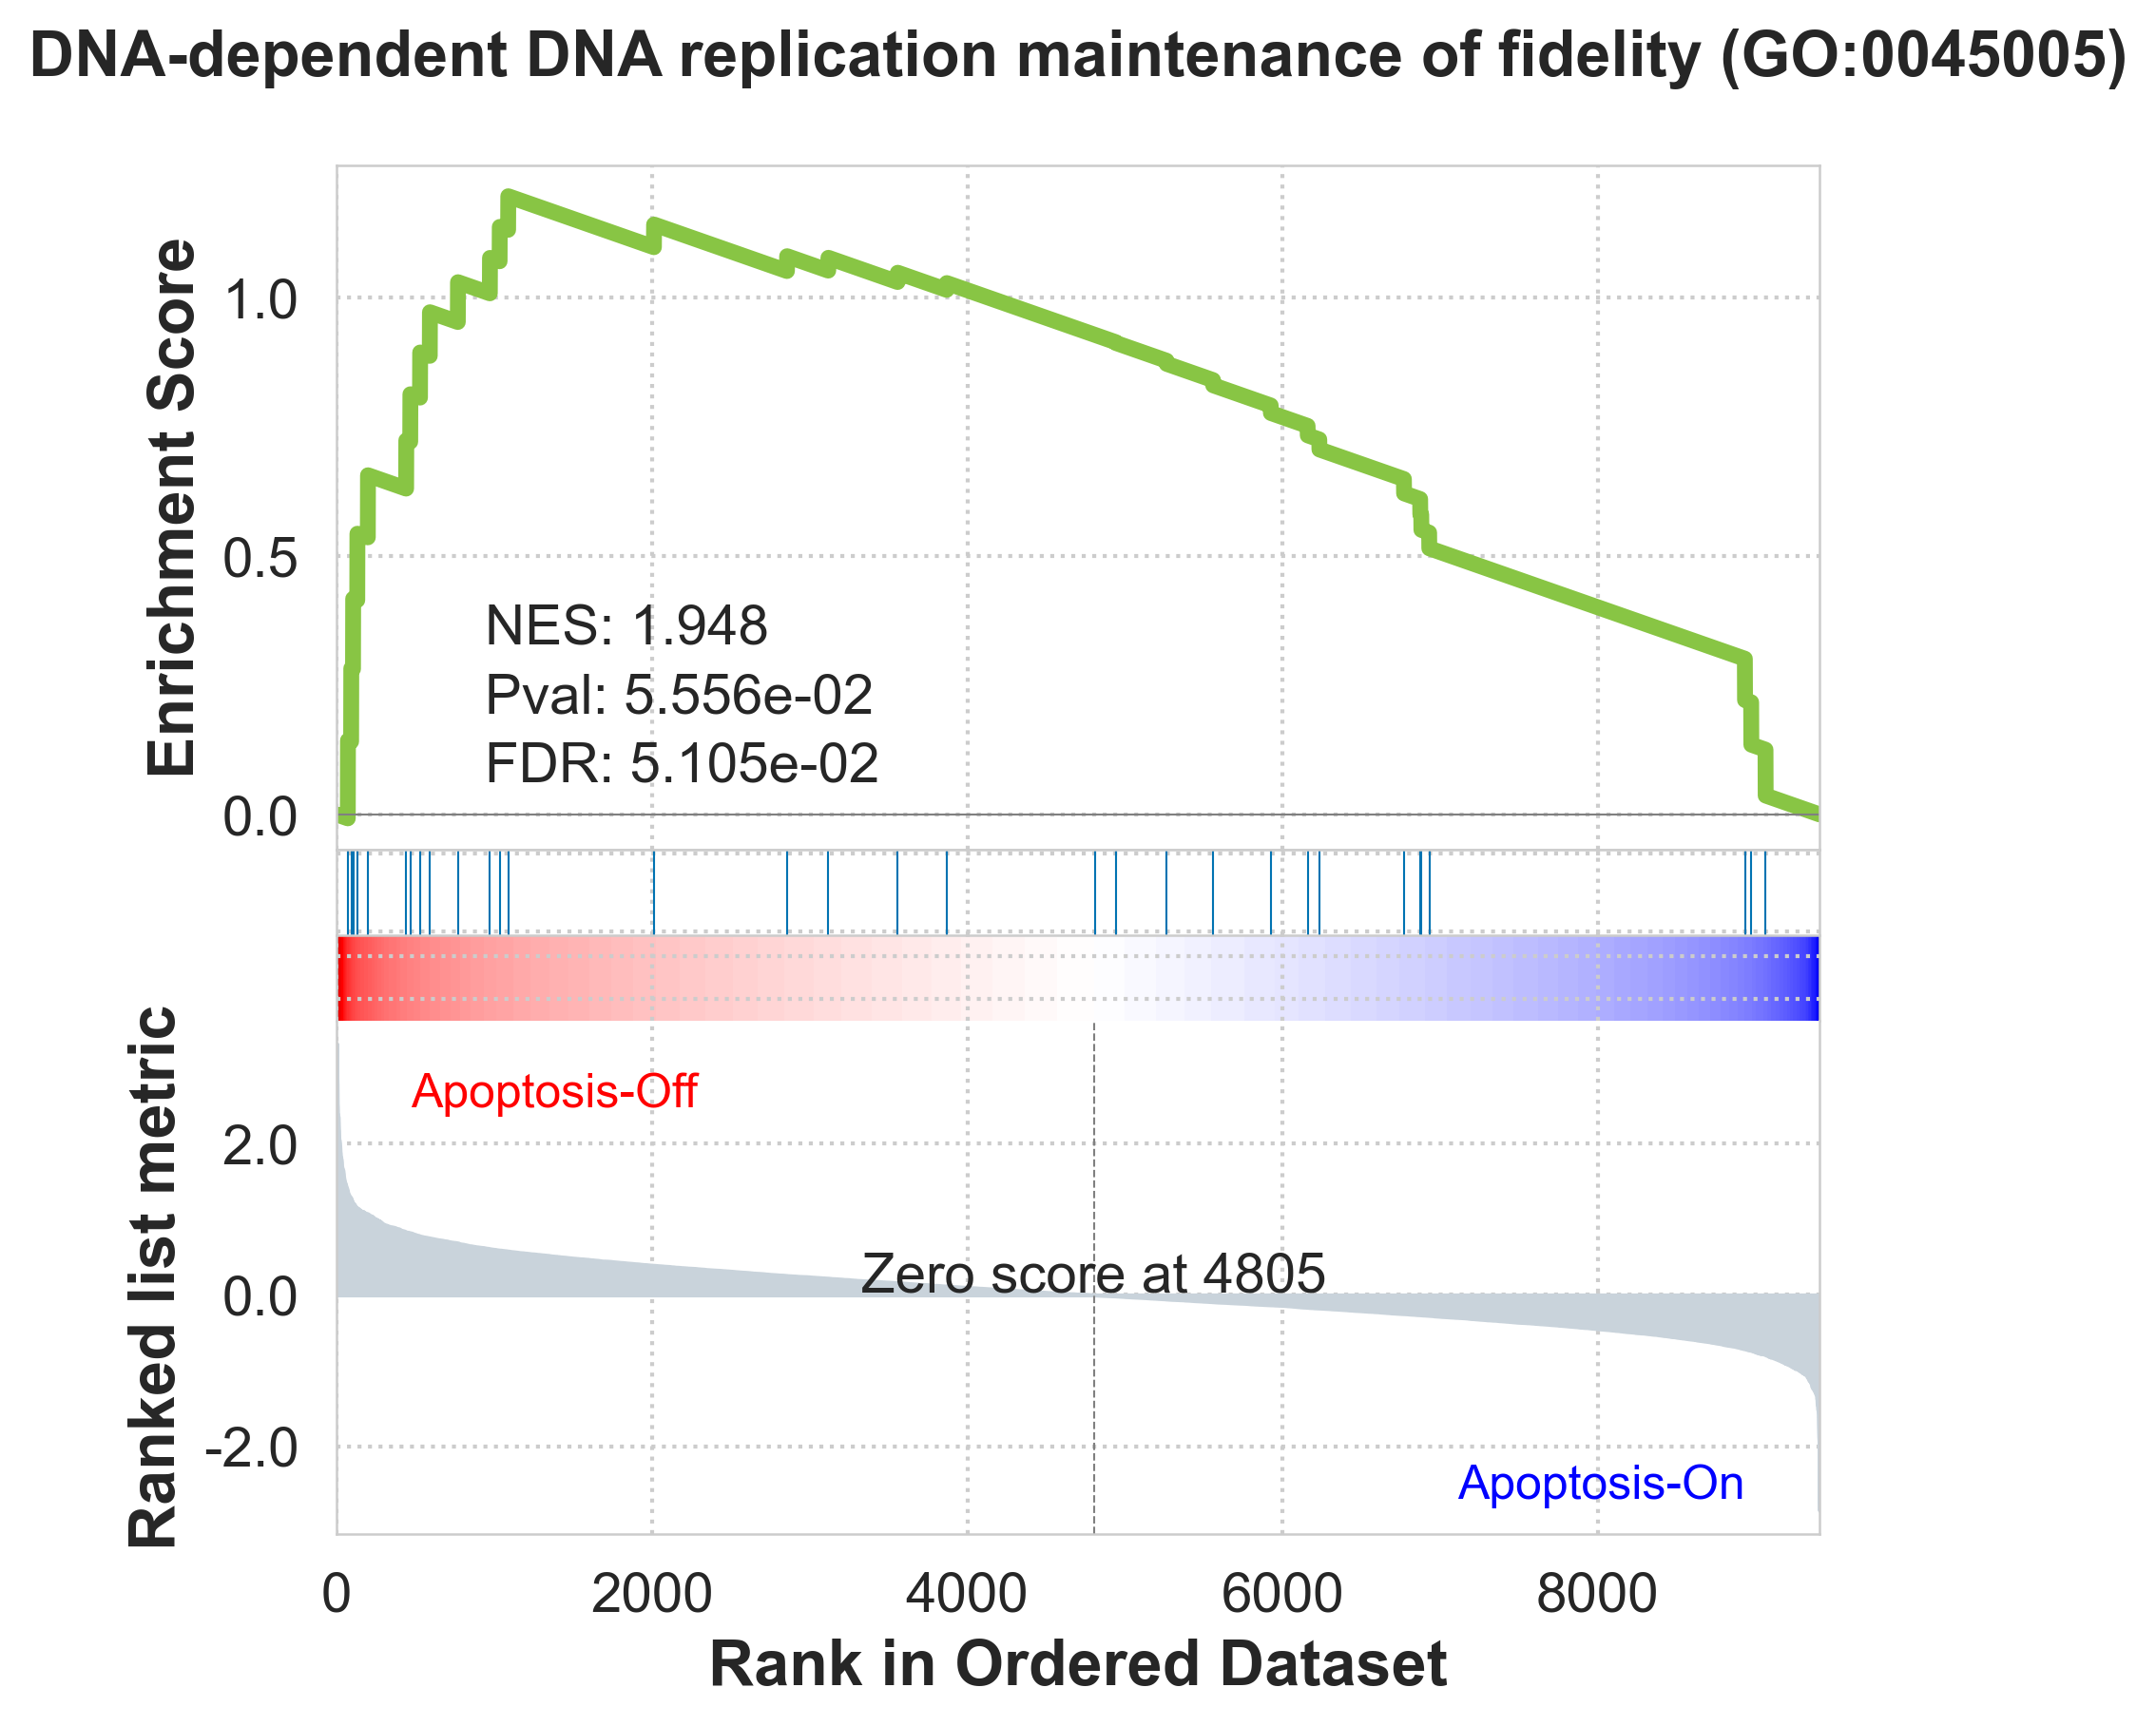 DNA-dependent DNA replication maintenance of fidelity (GO:0045005)
Enrichment Score
1.0
0.5
0.0
NES: 1.948
Pval: 5.556e-02
FDR: 5.105e-02
Ranked list metric
Apoptosis-Off
2.0
0.0
-2.0
Zero score at 4805
Apoptosis-On
0 2000 4000 6000 8000
Rank in Ordered Dataset